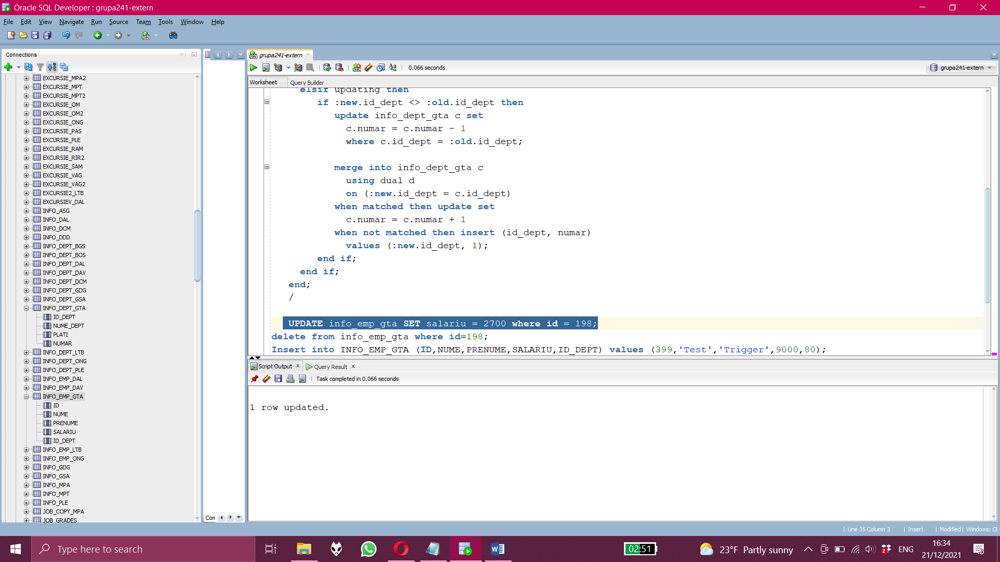 Oracle SQL Developer : grupa241-extern
File Edit View Navigate Run Source Team Tools Window Help
Connections
EXCURSIE_MPA2
EXCURSIE_MPT
EXCURSIE_MPT2
EXCURSIE_OM
EXCURSIE_OM2
EXCURSIE_ONG
EXCURSIE_PAS
EXCURSIE_PLE
EXCURSIE_RAM
EXCURSIE_RIR2
EXCURSIE_SAM
EXCURSIE_VAG
EXCURSIE_VAG2
EXCURSIE2_LTB
EXCURSIEV_DAL
INFO_ASG
INFO_DAL
INFO_DCM
INFO_DDD
INFO_DEPT_BGS
INFO_DEPT_BOS
INFO_DEPT_DAL
INFO_DEPT_DAV
INFO_DEPT_DCM
INFO_DEPT_GDG
INFO_DEPT_GSA
INFO_DEPT_GTA
ID_DEPT
NUME_DEPT
PLATI
NUMAR
INFO_DEPT_LTB
INFO_DEPT_ONG
INFO_DEPT_PLE
INFO_EMP_DAL
INFO_EMP_DAV
INFO_EMP_GTA
ID
NUME
PRENUME
SALARIU
ID_DEPT
INFO_EMP_LTB
INFO_EMP_ONG
INFO_GDG
INFO_GSA
INFO_MPA
INFO_MPT
INFO_PLE
JOB_COPY_MPA
JOB_GRADES
Con
grupa241-extern
0.066 seconds
grupa241-extern
Worksheet Query Builder
elsif updating then
if :new.id_dept <> :old.id_dept then
update info_dept_gta c set
c.numar = c.numar - 1
where c.id_dept = :old.id_dept;
merge into info_dept_gta c
using dual d
on (:new.id_dept = c.id_dept)
when matched then update set
c.numar = c.numar + 1
when not matched then insert (id_dept, numar)
values (:new.id_dept, 1);
end if;
end if;
end;
/
UPDATE info_emp_gta SET salariu = 2700 where id = 198;
delete from info_emp_gta where id=198;
Insert into INFO_EMP_GTA (ID,NUME,PRENUME,SALARIU,ID_DEPT) values (399,'Test','Trigger',9000,80);
Script Output Query Result
Task completed in 0.066 seconds
1 row updated.
Line 35 Column 3 Insert Modified Windows: CF
Type here to search
02:51
23°F Partly sunny
2
ENG
16:34
21/12/2021